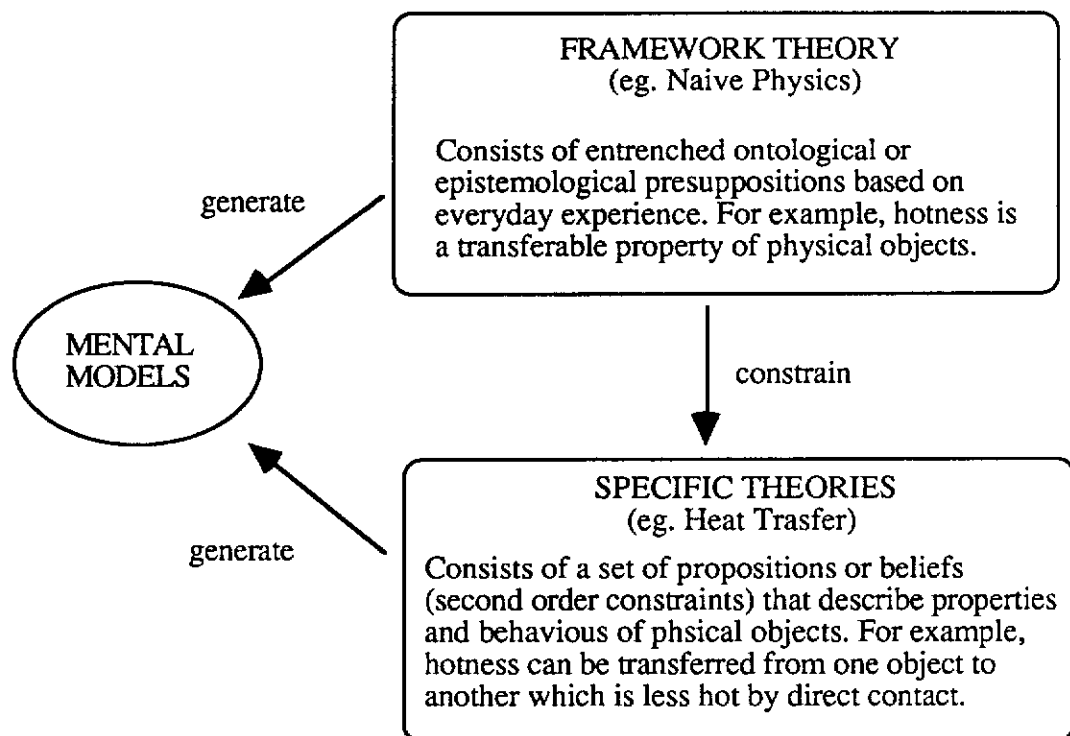 FRAMEWORK THEORY
(eg. Naive Physics)
Consists of entrenched ontological or
epistemological presuppositions based on
everyday experience. For example, hotness is
a transferable property of physical objects.
generate
MENTAL
MODELS
constrain
SPECIFIC THEORIES
(eg. Heat Trasfer)
generate
Consists of a set of propositions or beliefs
(second order constraints) that describe properties
and behavious of phsical objects. For example,
hotness can be transferred from one object to
another which is less hot by direct contact.